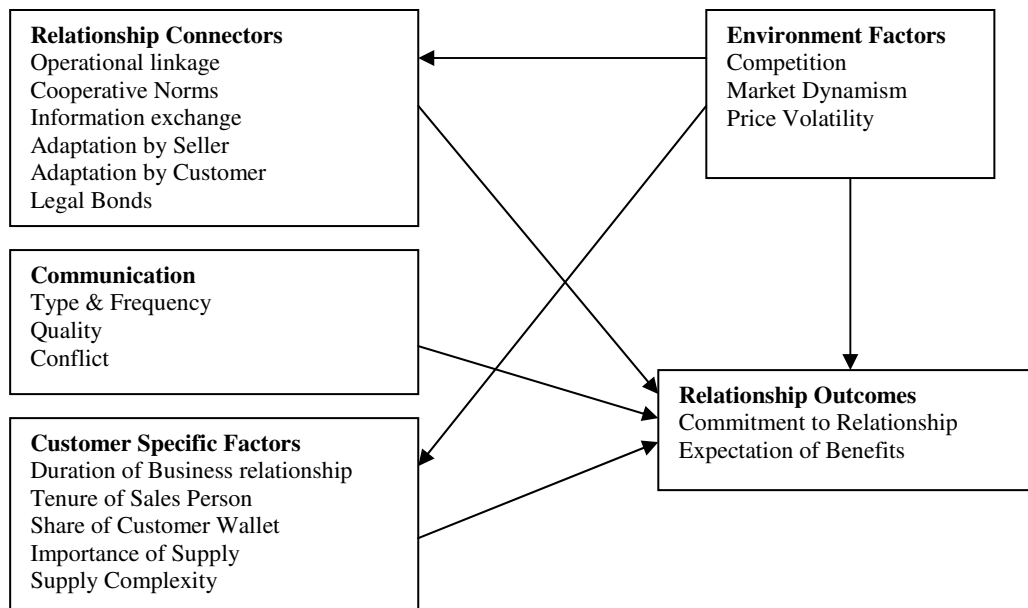 Relationship Connectors
Operational linkage
Cooperative Norms
Information exchange
Adaptation by Seller
Adaptation by Customer
Legal Bonds
Environment Factors
Competition
Market Dynamism
Price Volatility
Communication
Type & Frequency
Quality
Conflict
Customer Specific Factors
Duration of Business relationship
Tenure of Sales Person
Share of Customer Wallet
Importance of Supply
Supply Complexity
Relationship Outcomes
Commitment to Relationship
Expectation of Benefits